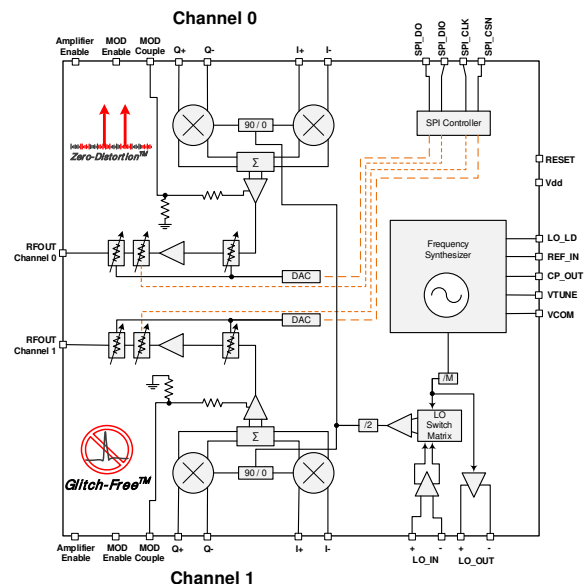 Channel 0
Amplifier
Enable
MOD
Enable
MOD
Couple
Q+
Q-
I+
I-
SPI_DO
SPI_DIO
SPI_CLK
SPI_CSN
90 / 0
SPI Controller
Zero-Distortion™
Σ
RESET
Vdd
RFOUT
Channel 0
DAC
Frequency
Synthesizer
LO_LD
REF_IN
CP_OUT
VTUNE
VCOM
DAC
RFOUT
Channel 1
/M
/2
LO
Switch
Matrix
Σ
90 / 0
Glitch-Free™
Amplifier
Enable
MOD
Enable
MOD
Couple
Q+
Q-
I+
I-
+
-
+
-
LO_IN
LO_OUT
Channel 1